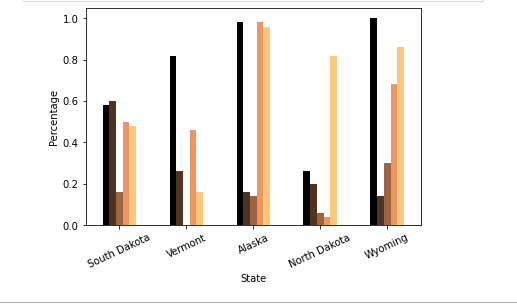 1.0
0.8
0.6
0.4
0.2
0.0
Percentage
South Dakota
Vermont
Alaska
North Dakota
Wyoming
State